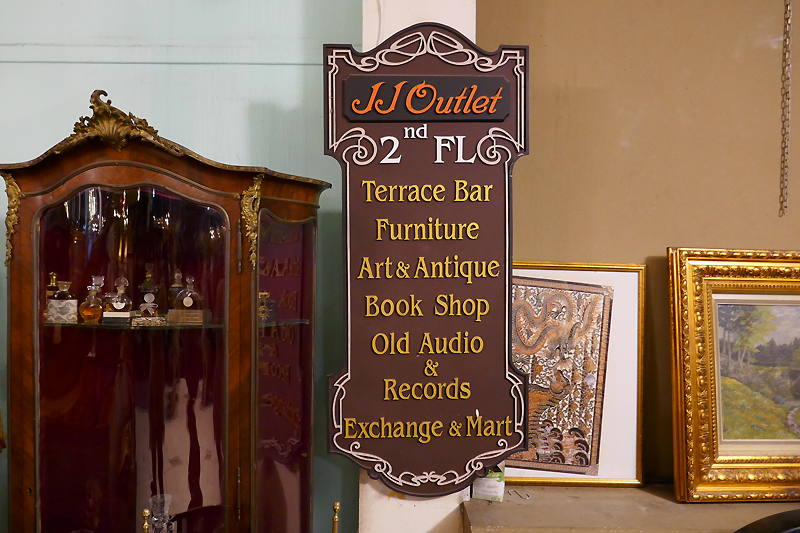 JJ Outlet
2nd FL
Terrace Bar
Furniture
Art & Antique
Book Shop
Old Audio
&
Records
Exchange & Mart